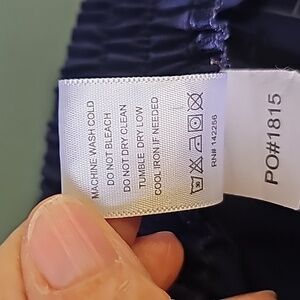 MACHINE WASH COLD
DO NOT BLEACH
DO NOT DRY CLEAN
TUMBLE DRY LOW
COOL IRON IF NEEDED
RN# 142256
PO#1815